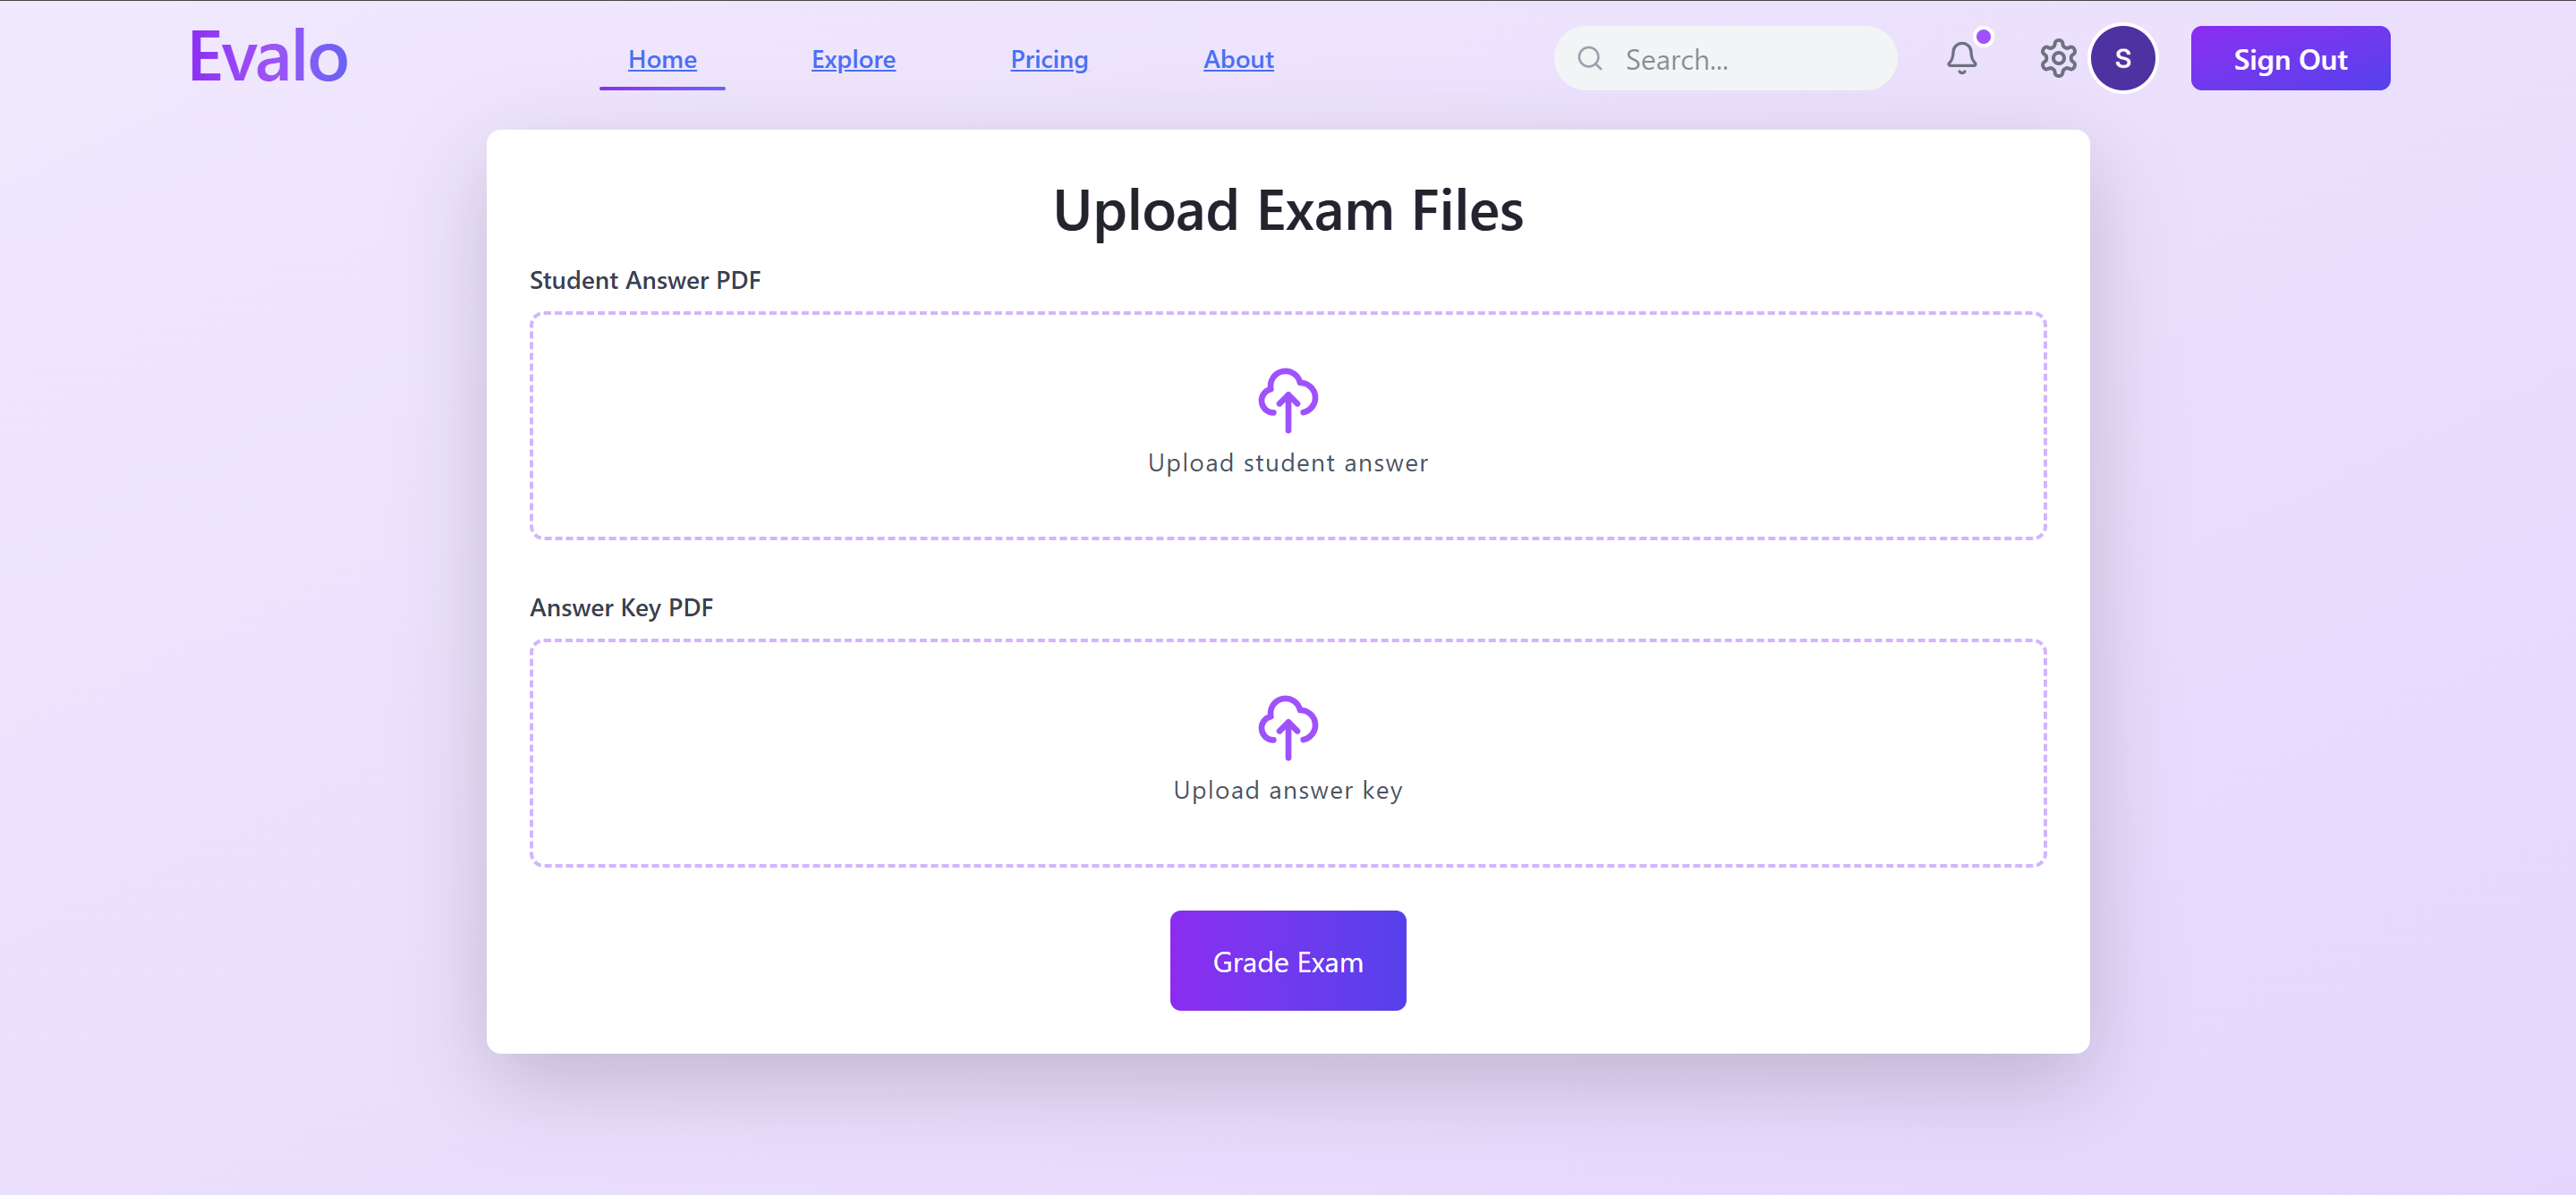 Evalo
Home
Explore
Pricing
About
Search...
S
Sign Out
Upload Exam Files
Student Answer PDF
Upload student answer
Answer Key PDF
Upload answer key
Grade Exam